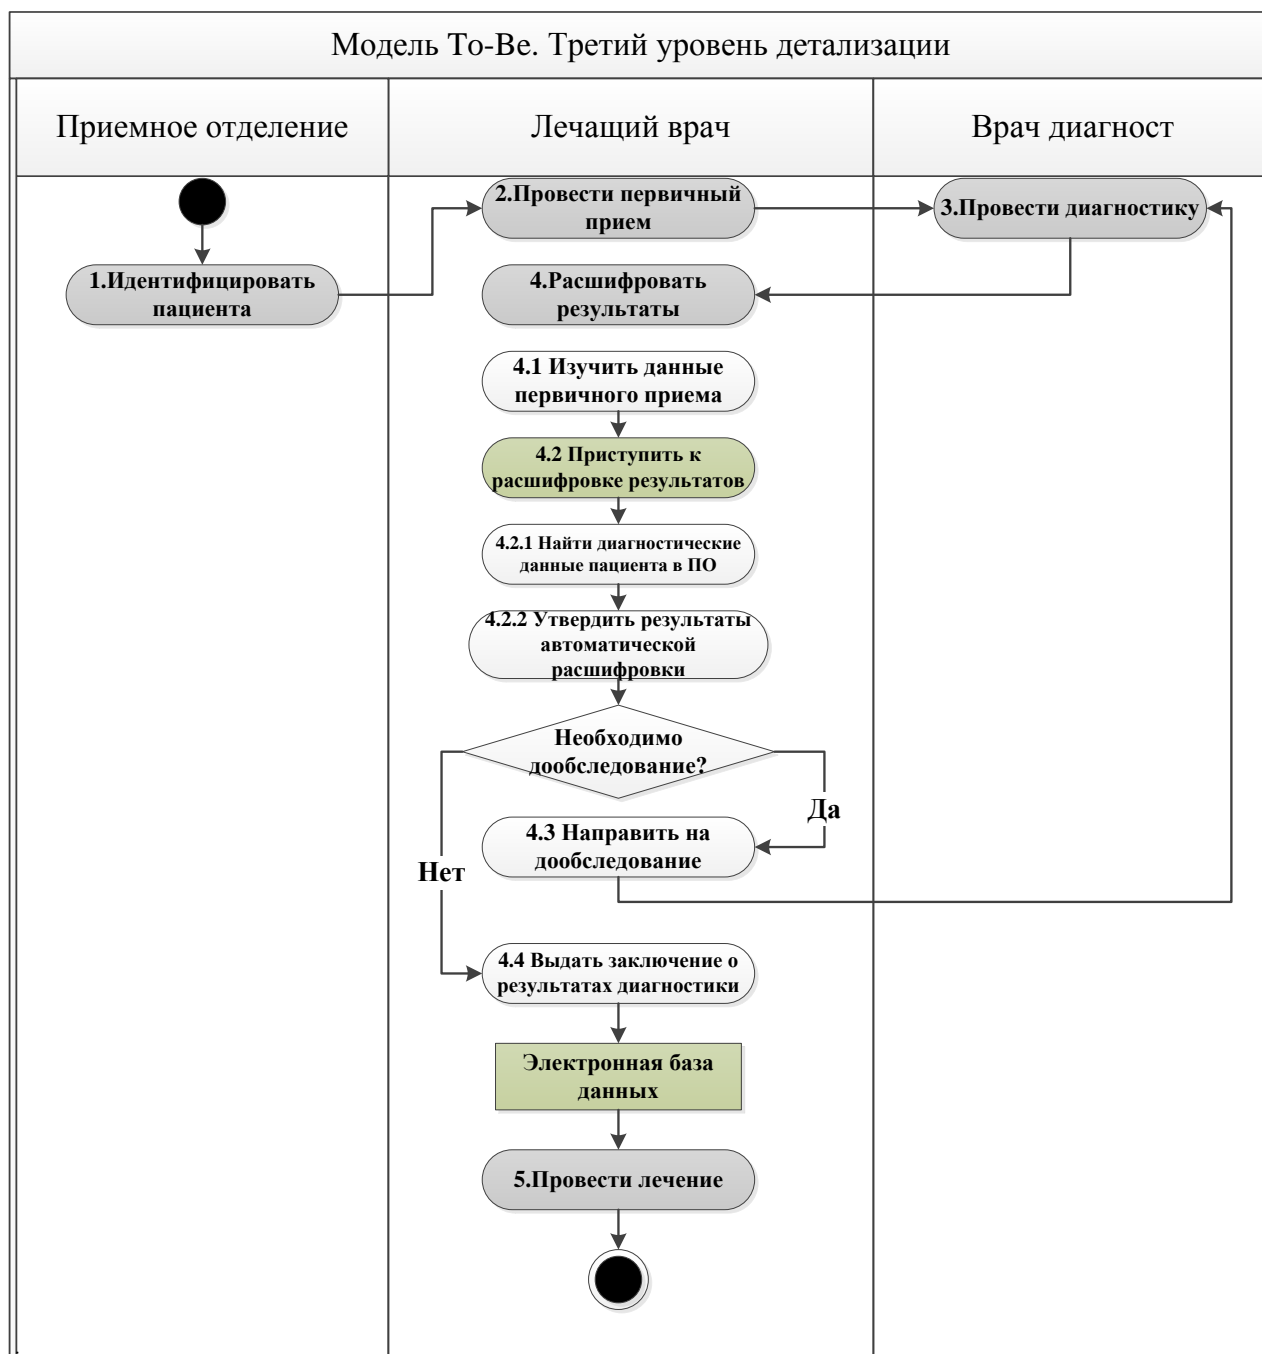 Модель To-Be. Третий уровень детализации
Приемное отделение
Лечащий врач
Врач диагност
2.Провести первичный
прием
3.Провести диагностику
1.Идентифицировать
пациента
4.Расшифровать
результаты
4.1 Изучить данные
первичного приема
4.2 Приступить к
расшифровке результатов
4.2.1 Найти диагностические
данные пациента в ПО
4.2.2 Утвердить результаты
автоматической
расшифровки
Необходимо
дообследование?
Да
4.3 Направить на
дообследование
Нет
4.4 Выдать заключение о
результатах диагностики
Электронная база
данных
5.Провести лечение